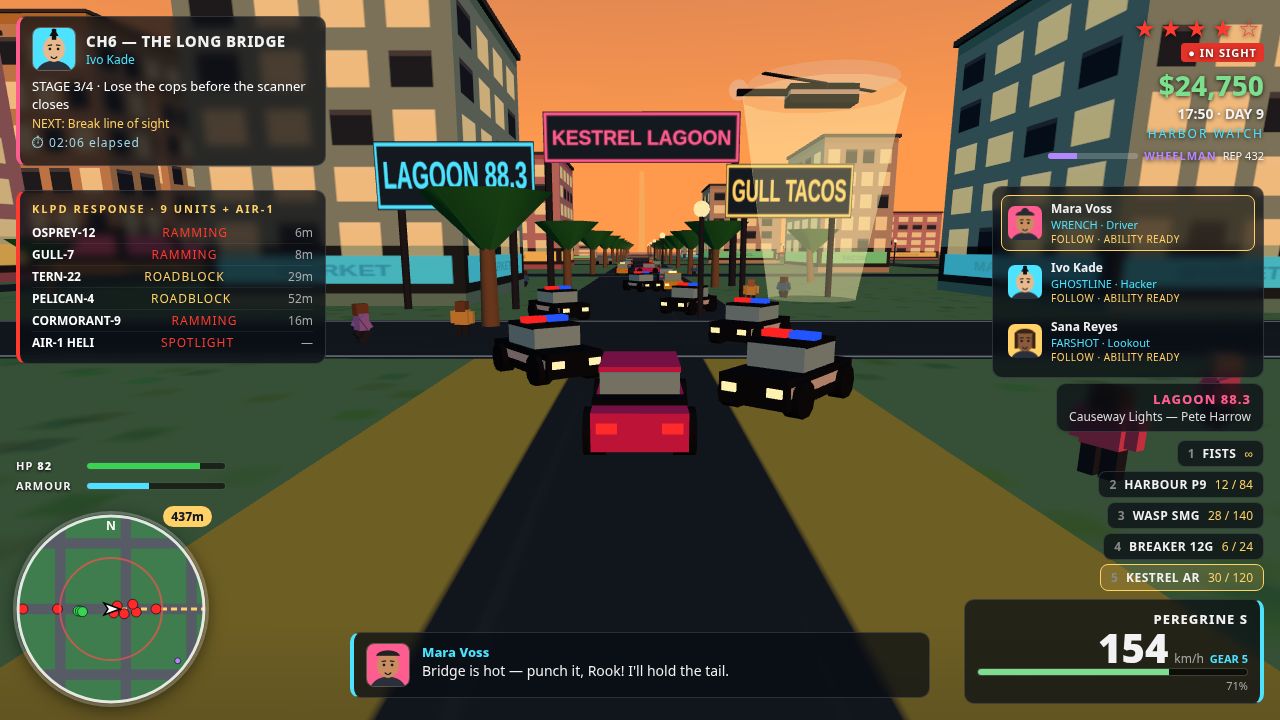 CH6 — THE LONG BRIDGE
Ivo Kade
STAGE 3/4 · Lose the cops before the scanner
closes
NEXT: Break line of sight
⏱ 02:06 elapsed
KLPD RESPONSE · 9 UNITS + AIR-1
OSPREY-12 RAMMING 6m
GULL-7 RAMMING 8m
TERN-22 ROADBLOCK 29m
PELICAN-4 ROADBLOCK 52m
CORMORANT-9 RAMMING 16m
AIR-1 HELI SPOTLIGHT —
KESTREL LAGOON
LAGOON 88.3
GULL TACOS
★ ★ ★ ★ ☆
● IN SIGHT
$24,750
17:50 · DAY 9
HARBOR WATCH
WHEELMAN REP 432
Mara Voss
WRENCH · Driver
FOLLOW · ABILITY READY
Ivo Kade
GHOSTLINE · Hacker
FOLLOW · ABILITY READY
Sana Reyes
FARSHOT · Lookout
FOLLOW · ABILITY READY
LAGOON 88.3
Causeway Lights — Pete Harrow
1 FISTS ∞
2 HARBOUR P9 12 / 84
3 WASP SMG 28 / 140
4 BREAKER 12G 6 / 24
5 KESTREL AR 30 / 120
HP 82
ARMOUR
437m
N
Mara Voss
Bridge is hot — punch it, Rook! I'll hold the tail.
PEREGRINE S
154 km/h GEAR 5
71%